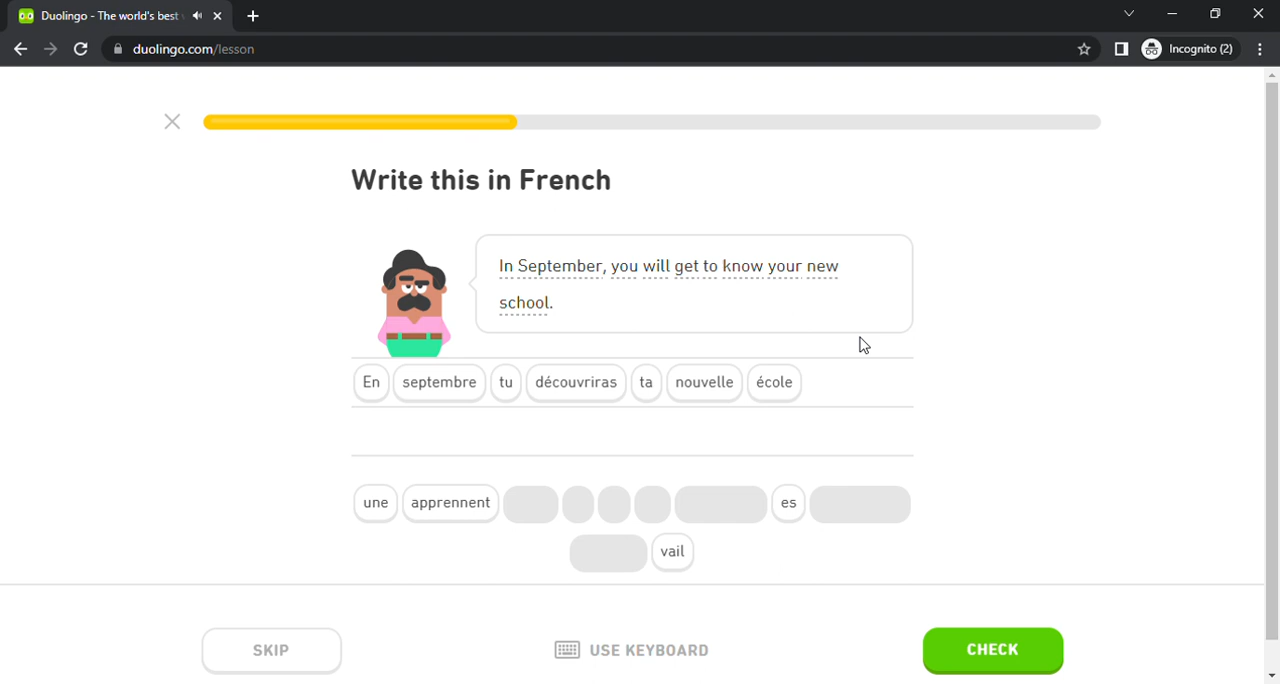 Duolingo - The world's best
duolingo.com/lesson
Incognito (2)
Write this in French
In September, you will get to know your new
school.
En septembre tu découvriras ta nouvelle école
une apprennent es
vail
SKIP USE KEYBOARD CHECK